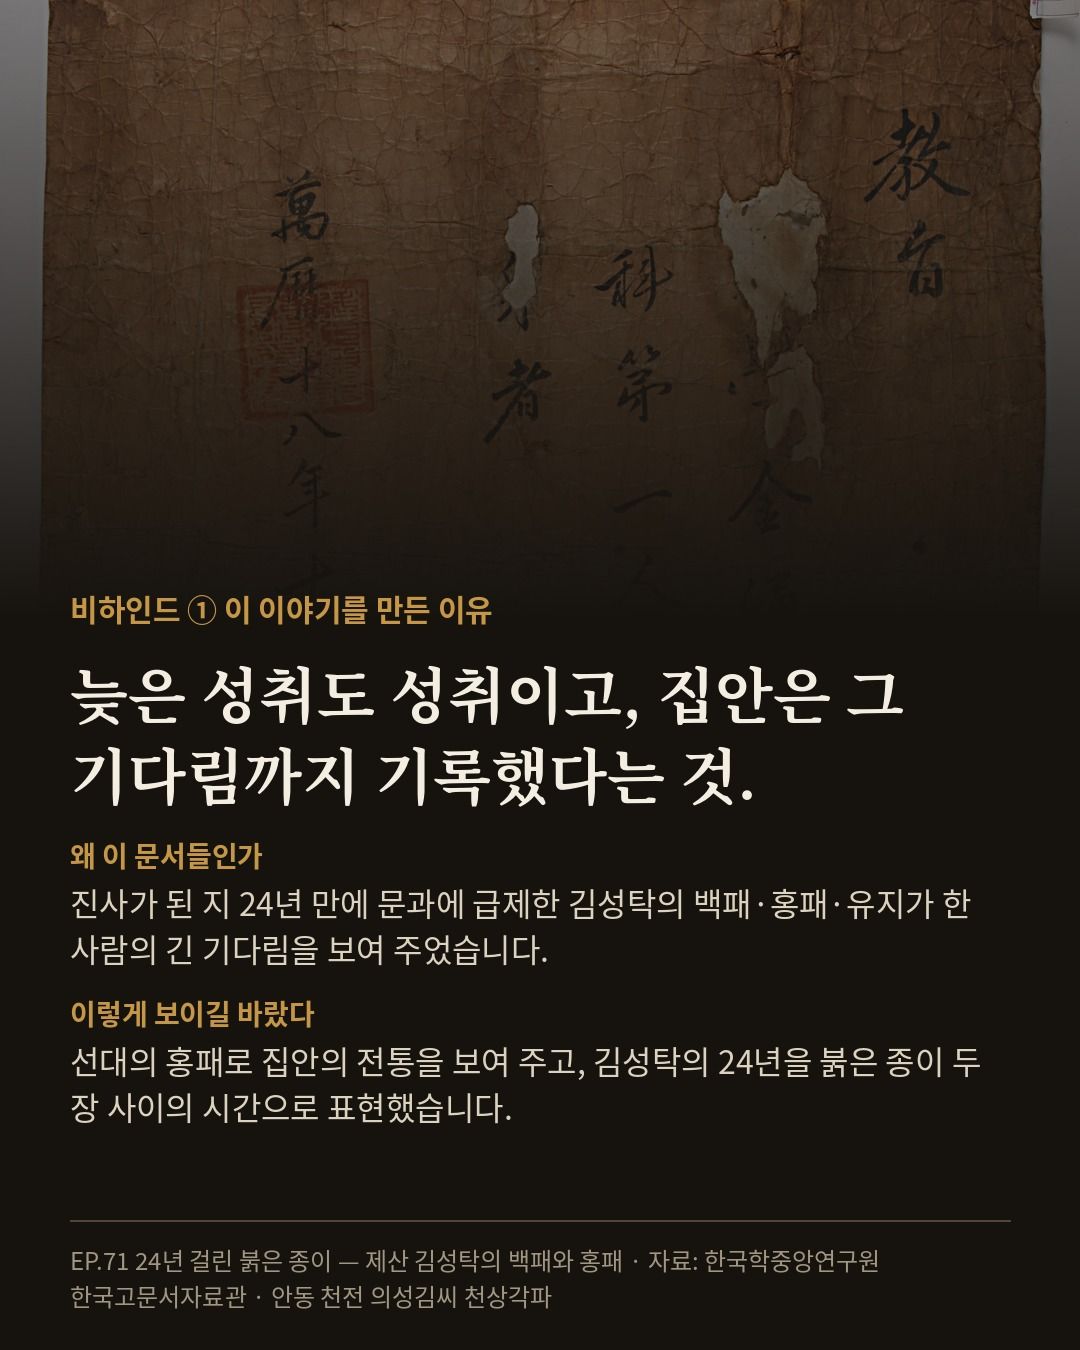 教旨
金
科第一人
身者
萬曆十八年十
비하인드 ① 이 이야기를 만든 이유
늦은 성취도 성취이고, 집안은 그
기다림까지 기록했다는 것.
왜 이 문서들인가
진사가 된 지 24년 만에 문과에 급제한 김성탁의 백패·홍패·유지가 한
사람의 긴 기다림을 보여 주었습니다.
이렇게 보이길 바랐다
선대의 홍패로 집안의 전통을 보여 주고, 김성탁의 24년을 붉은 종이 두
장 사이의 시간으로 표현했습니다.
EP.71 24년 걸린 붉은 종이 — 제산 김성탁의 백패와 홍패 · 자료: 한국학중앙연구원
한국고문서자료관 · 안동 천전 의성김씨 천상각파